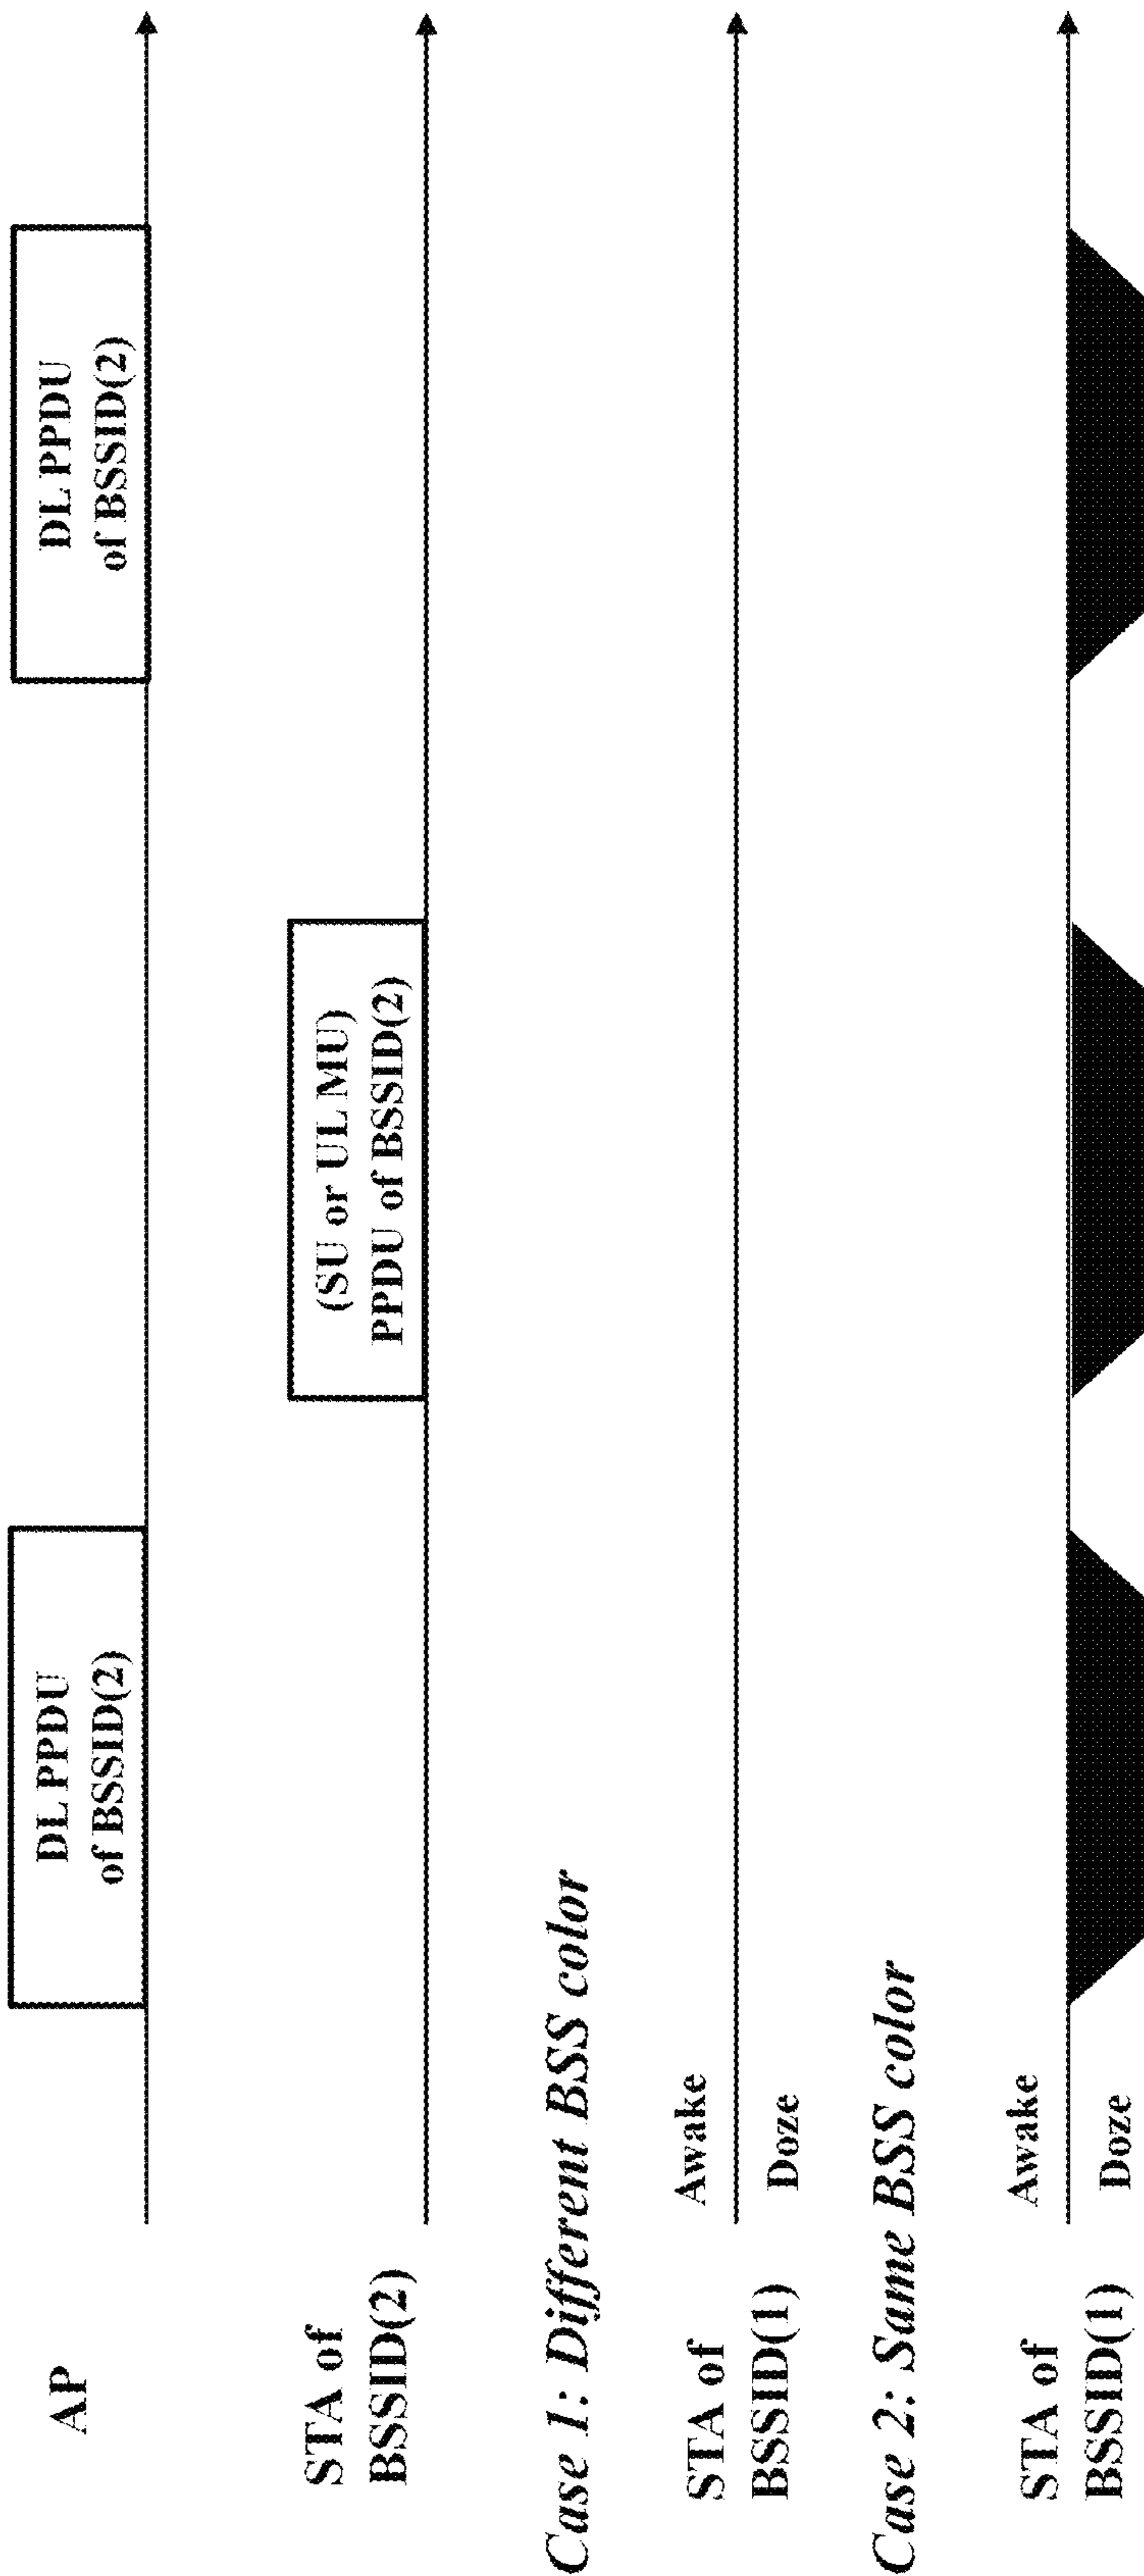 AP
DL PPDU
of BSSID(2)
DL PPDU
of BSSID(2)
STA of
BSSID(2)
(SU or UL MU)
PPDU of BSSID(2)
Case 1: Different BSS color
STA of
BSSID(1)
Awake
Doze
Case 2: Same BSS color
STA of
BSSID(1)
Awake
Doze